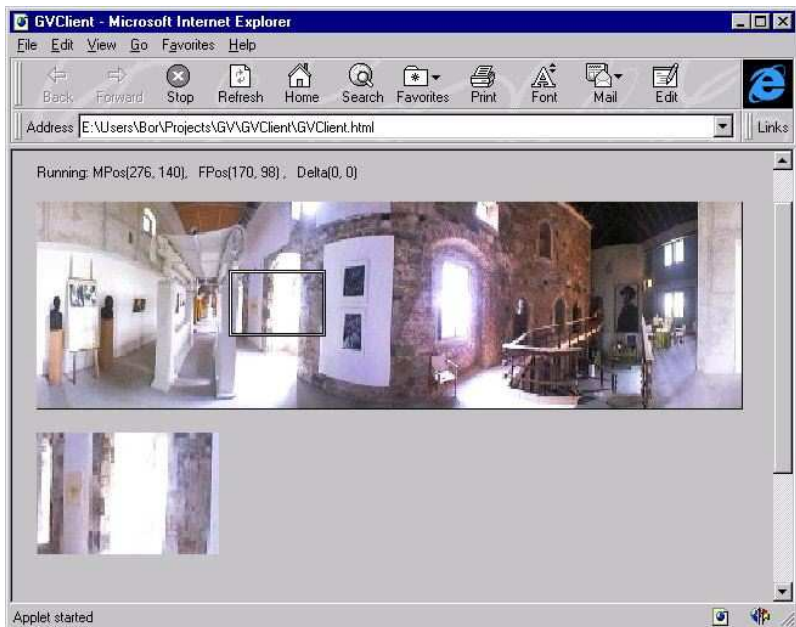 GVClient - Microsoft Internet Explorer
File Edit View Go Favorites Help
Back Forward Stop Refresh Home Search Favorites Print Font Mail Edit
Address E:\Users\Bor\Projects\GV\GVClient\GVClient.html Links
Running: MPos(276, 140), FPos(170, 98) , Delta(0, 0)
Applet started